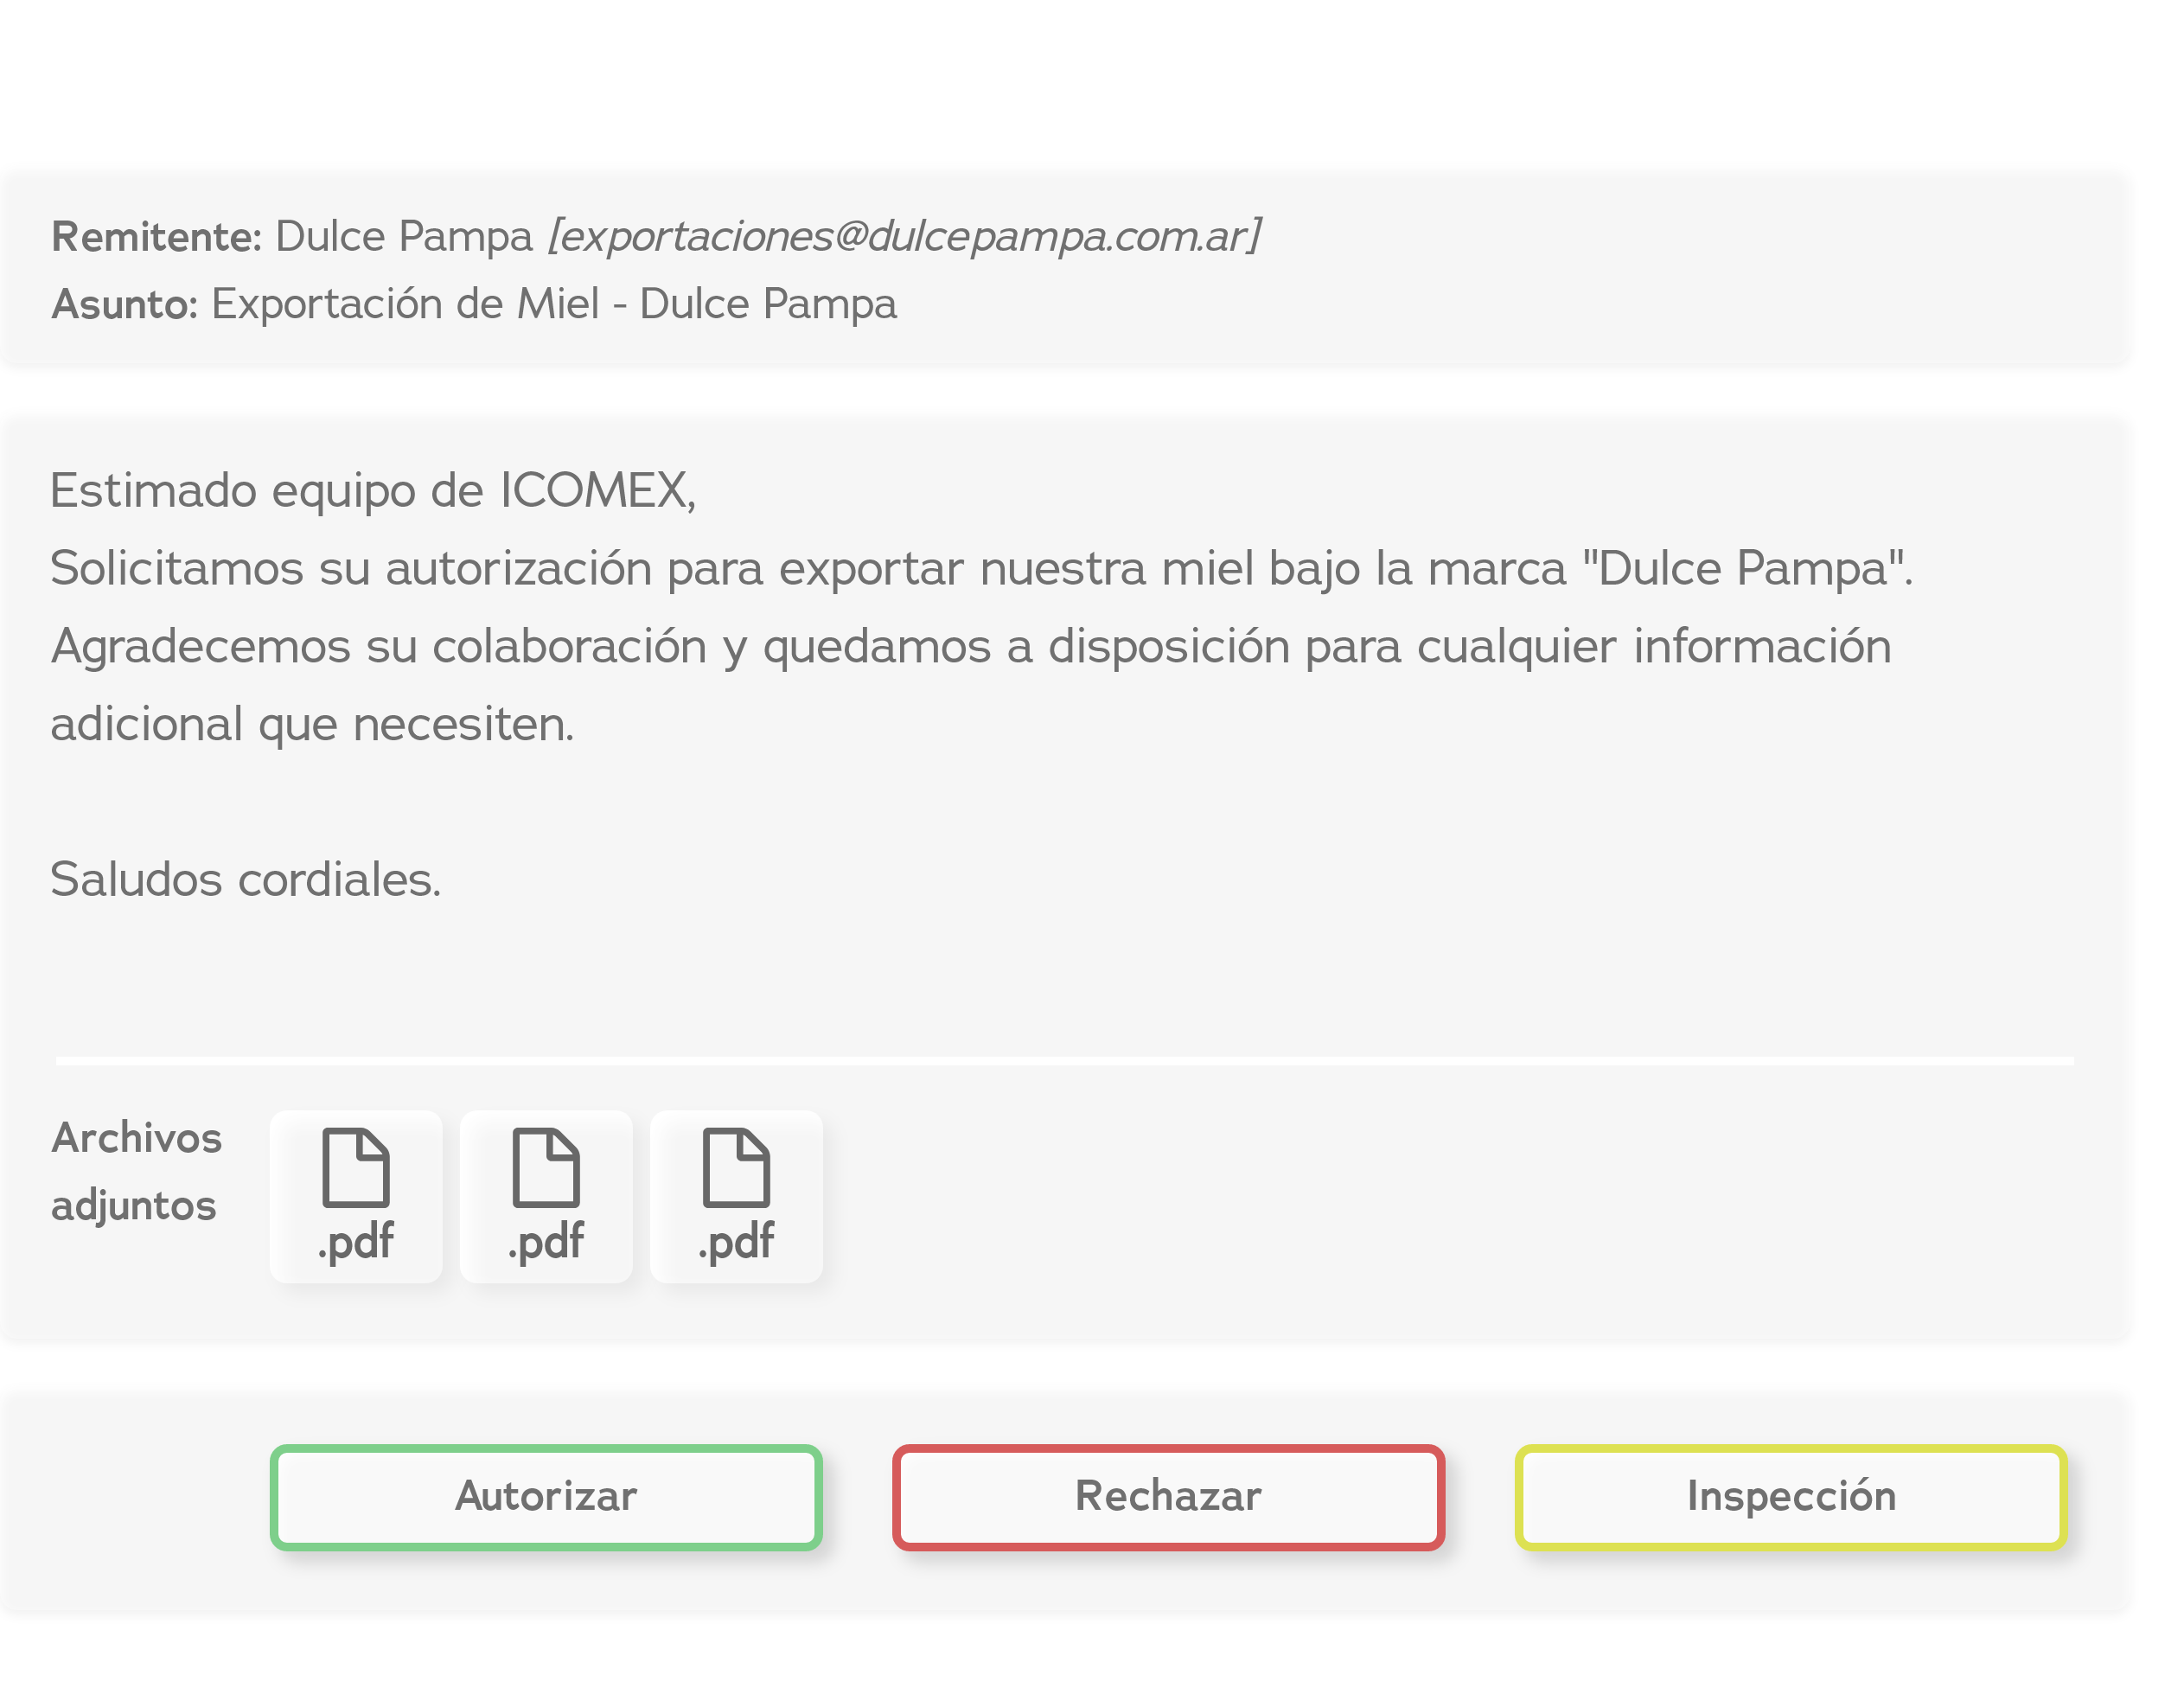 Remitente: Dulce Pampa [exportaciones@dulcepampa.com.ar]
Asunto: Exportación de Miel - Dulce Pampa
Estimado equipo de ICOMEX,
Solicitamos su autorización para exportar nuestra miel bajo la marca "Dulce Pampa".
Agradecemos su colaboración y quedamos a disposición para cualquier información
adicional que necesiten.
Saludos cordiales.
Archivos
adjuntos
.pdf .pdf .pdf
Autorizar Rechazar Inspección